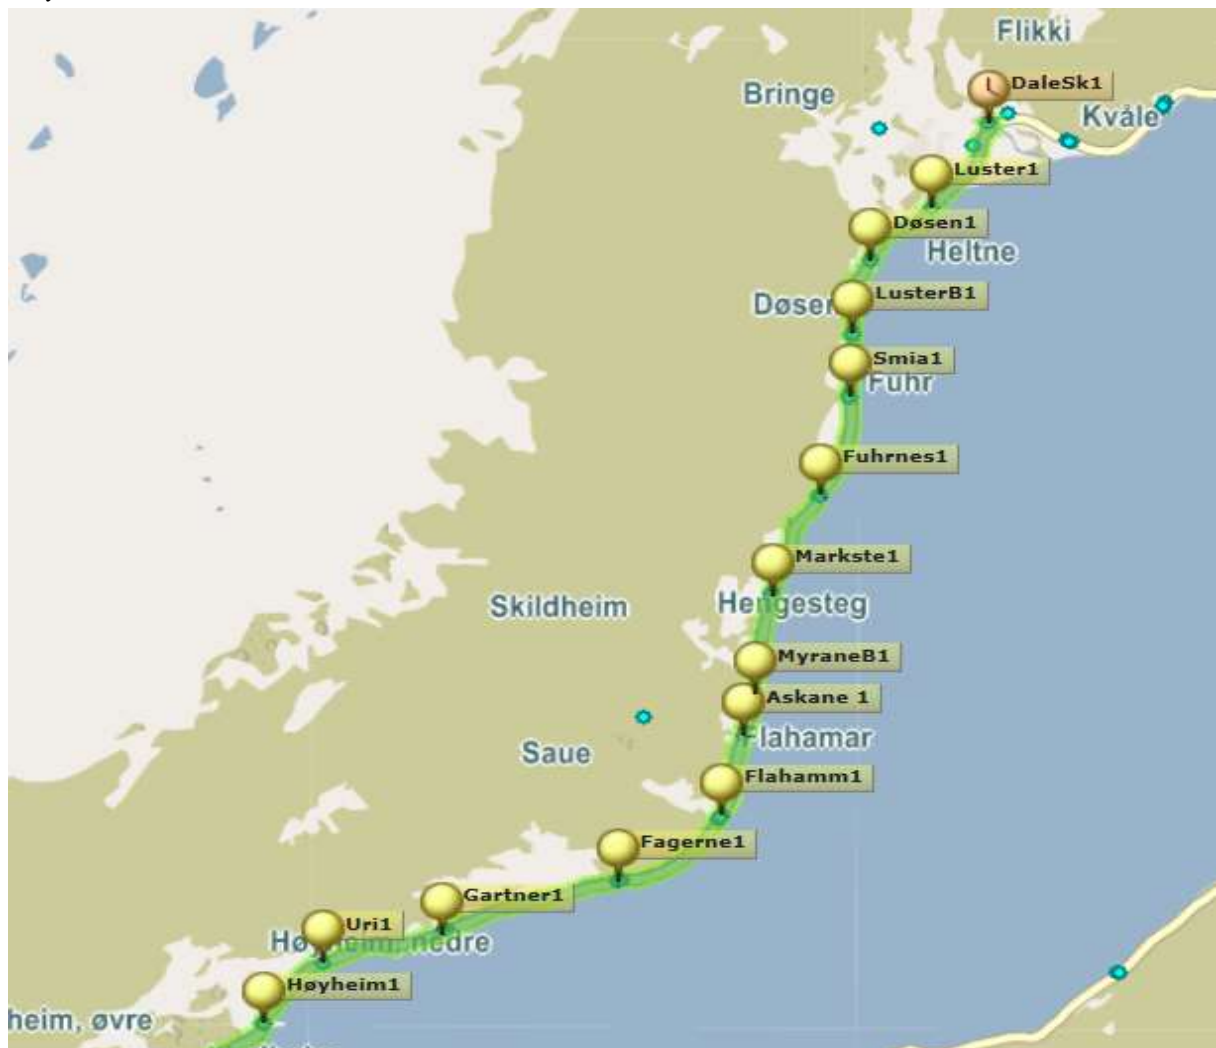 Flikki
DaleSk1
Bringe
Kvåle
Luster1
Døsen1
Heltne
LusterB1
Døsen
Smia1
Fuhr
Fuhrnes1
Markste1
Hengesteg
Skildheim
MyraneB1
Askane 1
Flahamar
Saue
Flahamm1
Fagerne1
Gartner1
Uri1
Høyheim, nedre
Høyheim1
heim, øvre